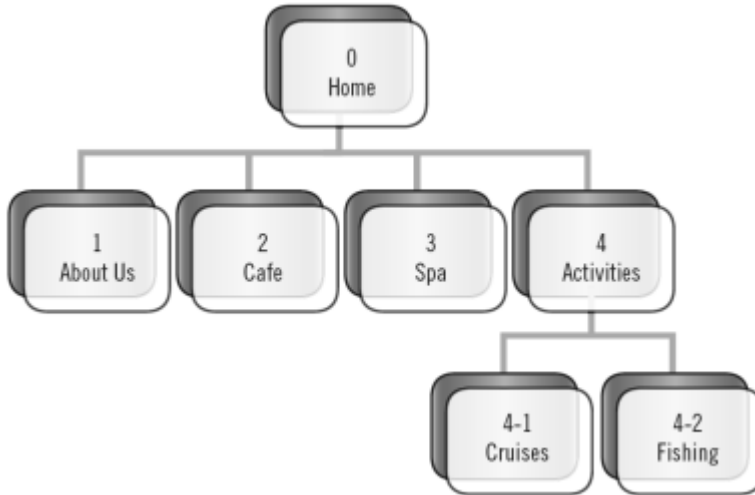 0
Home
1
About Us
2
Cafe
3
Spa
4
Activities
4-1
Cruises
4-2
Fishing